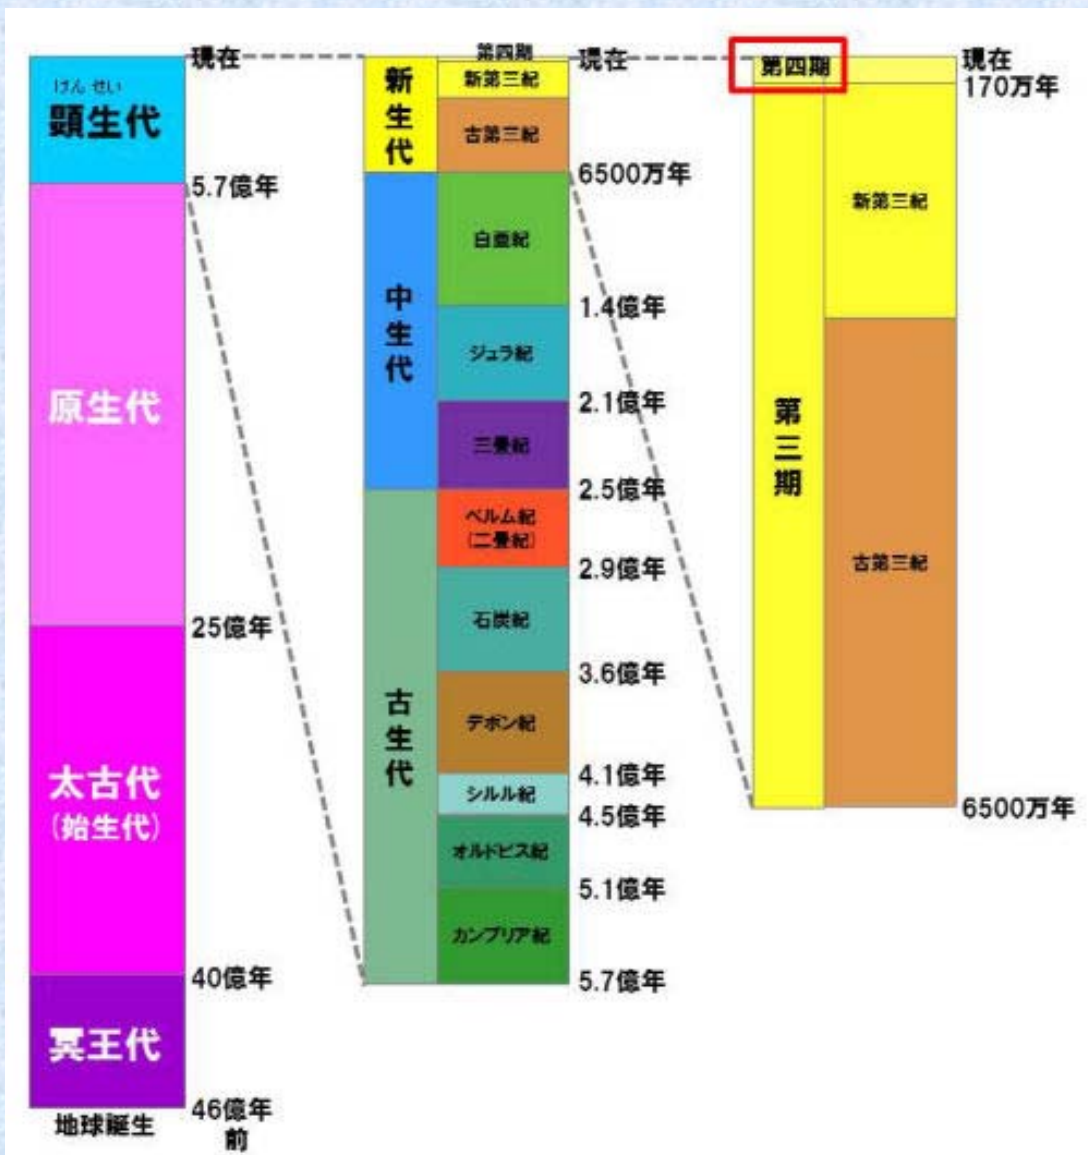 現在
けん せい
顕生代
5.7億年
原生代
25億年
太古代
(始生代)
40億年
冥王代
46億年
前
地球誕生
新生代
第四期
現在
新第三紀
古第三紀
6500万年
中生代
白亜紀
1.4億年
ジュラ紀
2.1億年
三畳紀
2.5億年
古生代
ペルム紀
(二畳紀)
2.9億年
石炭紀
3.6億年
デボン紀
4.1億年
シルル紀
4.5億年
オルドビス紀
5.1億年
カンブリア紀
5.7億年
第四期
現在
170万年
第三期
新第三紀
古第三紀
6500万年